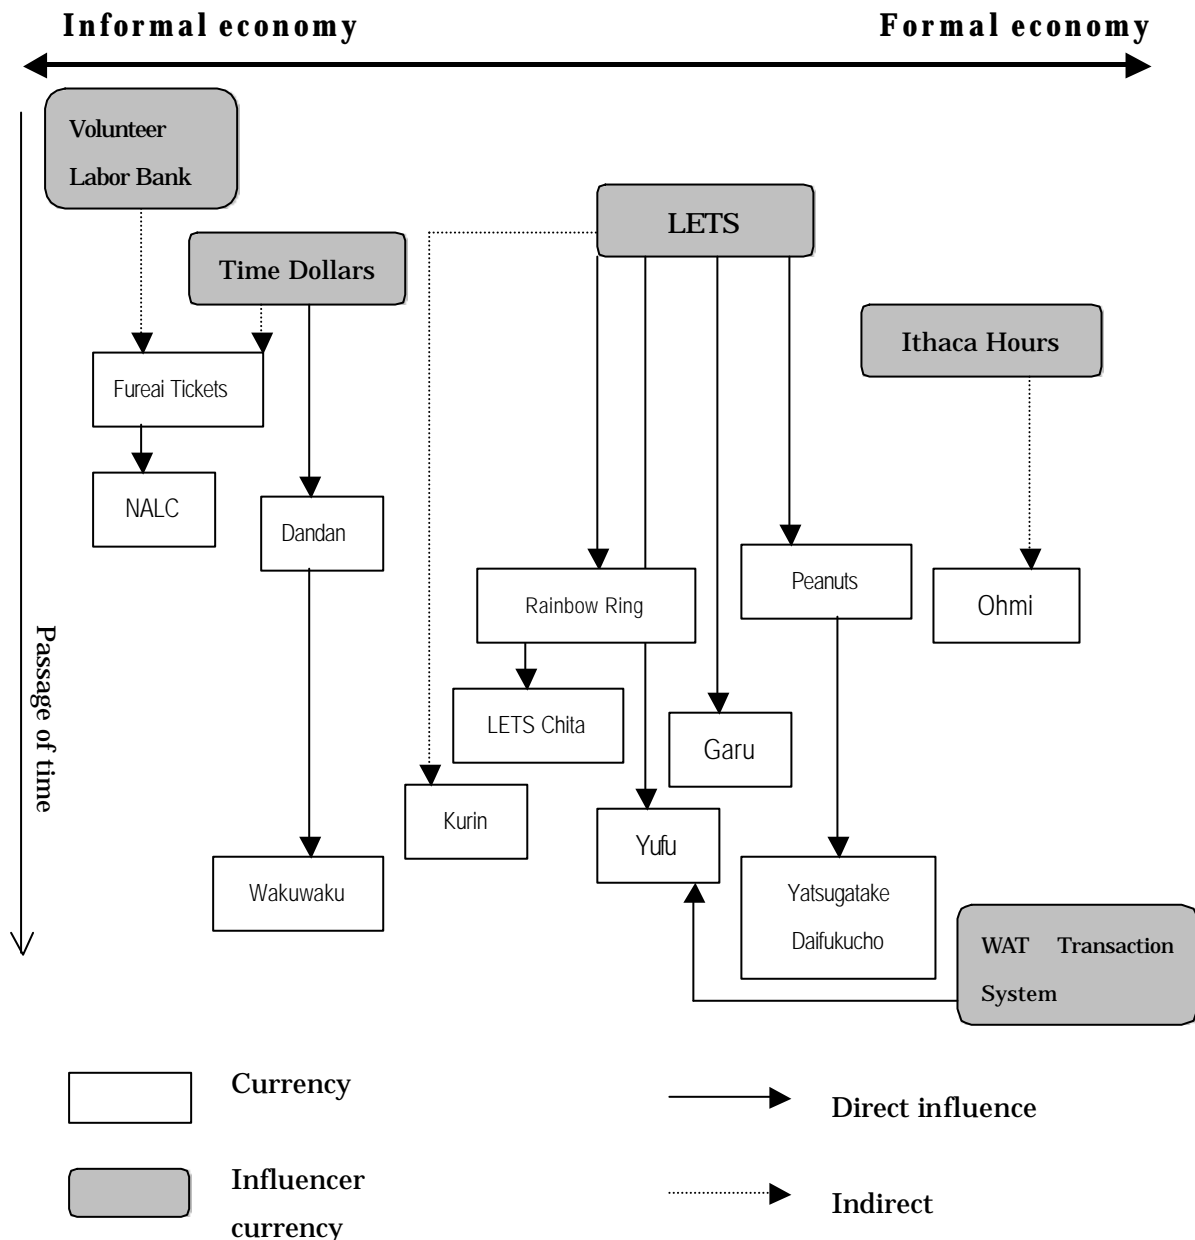 Informal economy
Formal economy
Volunteer
Labor Bank
LETS
Time Dollars
Ithaca Hours
Fureai Tickets
NALC
Dandan
Peanuts
Rainbow Ring
Ohmi
Passage of time
LETS Chita
Garu
Kurin
Yufu
Wakuwaku
Yatsugatake
Daifukucho
WAT Transaction
System
Currency
Direct influence
Influencer
currency
Indirect